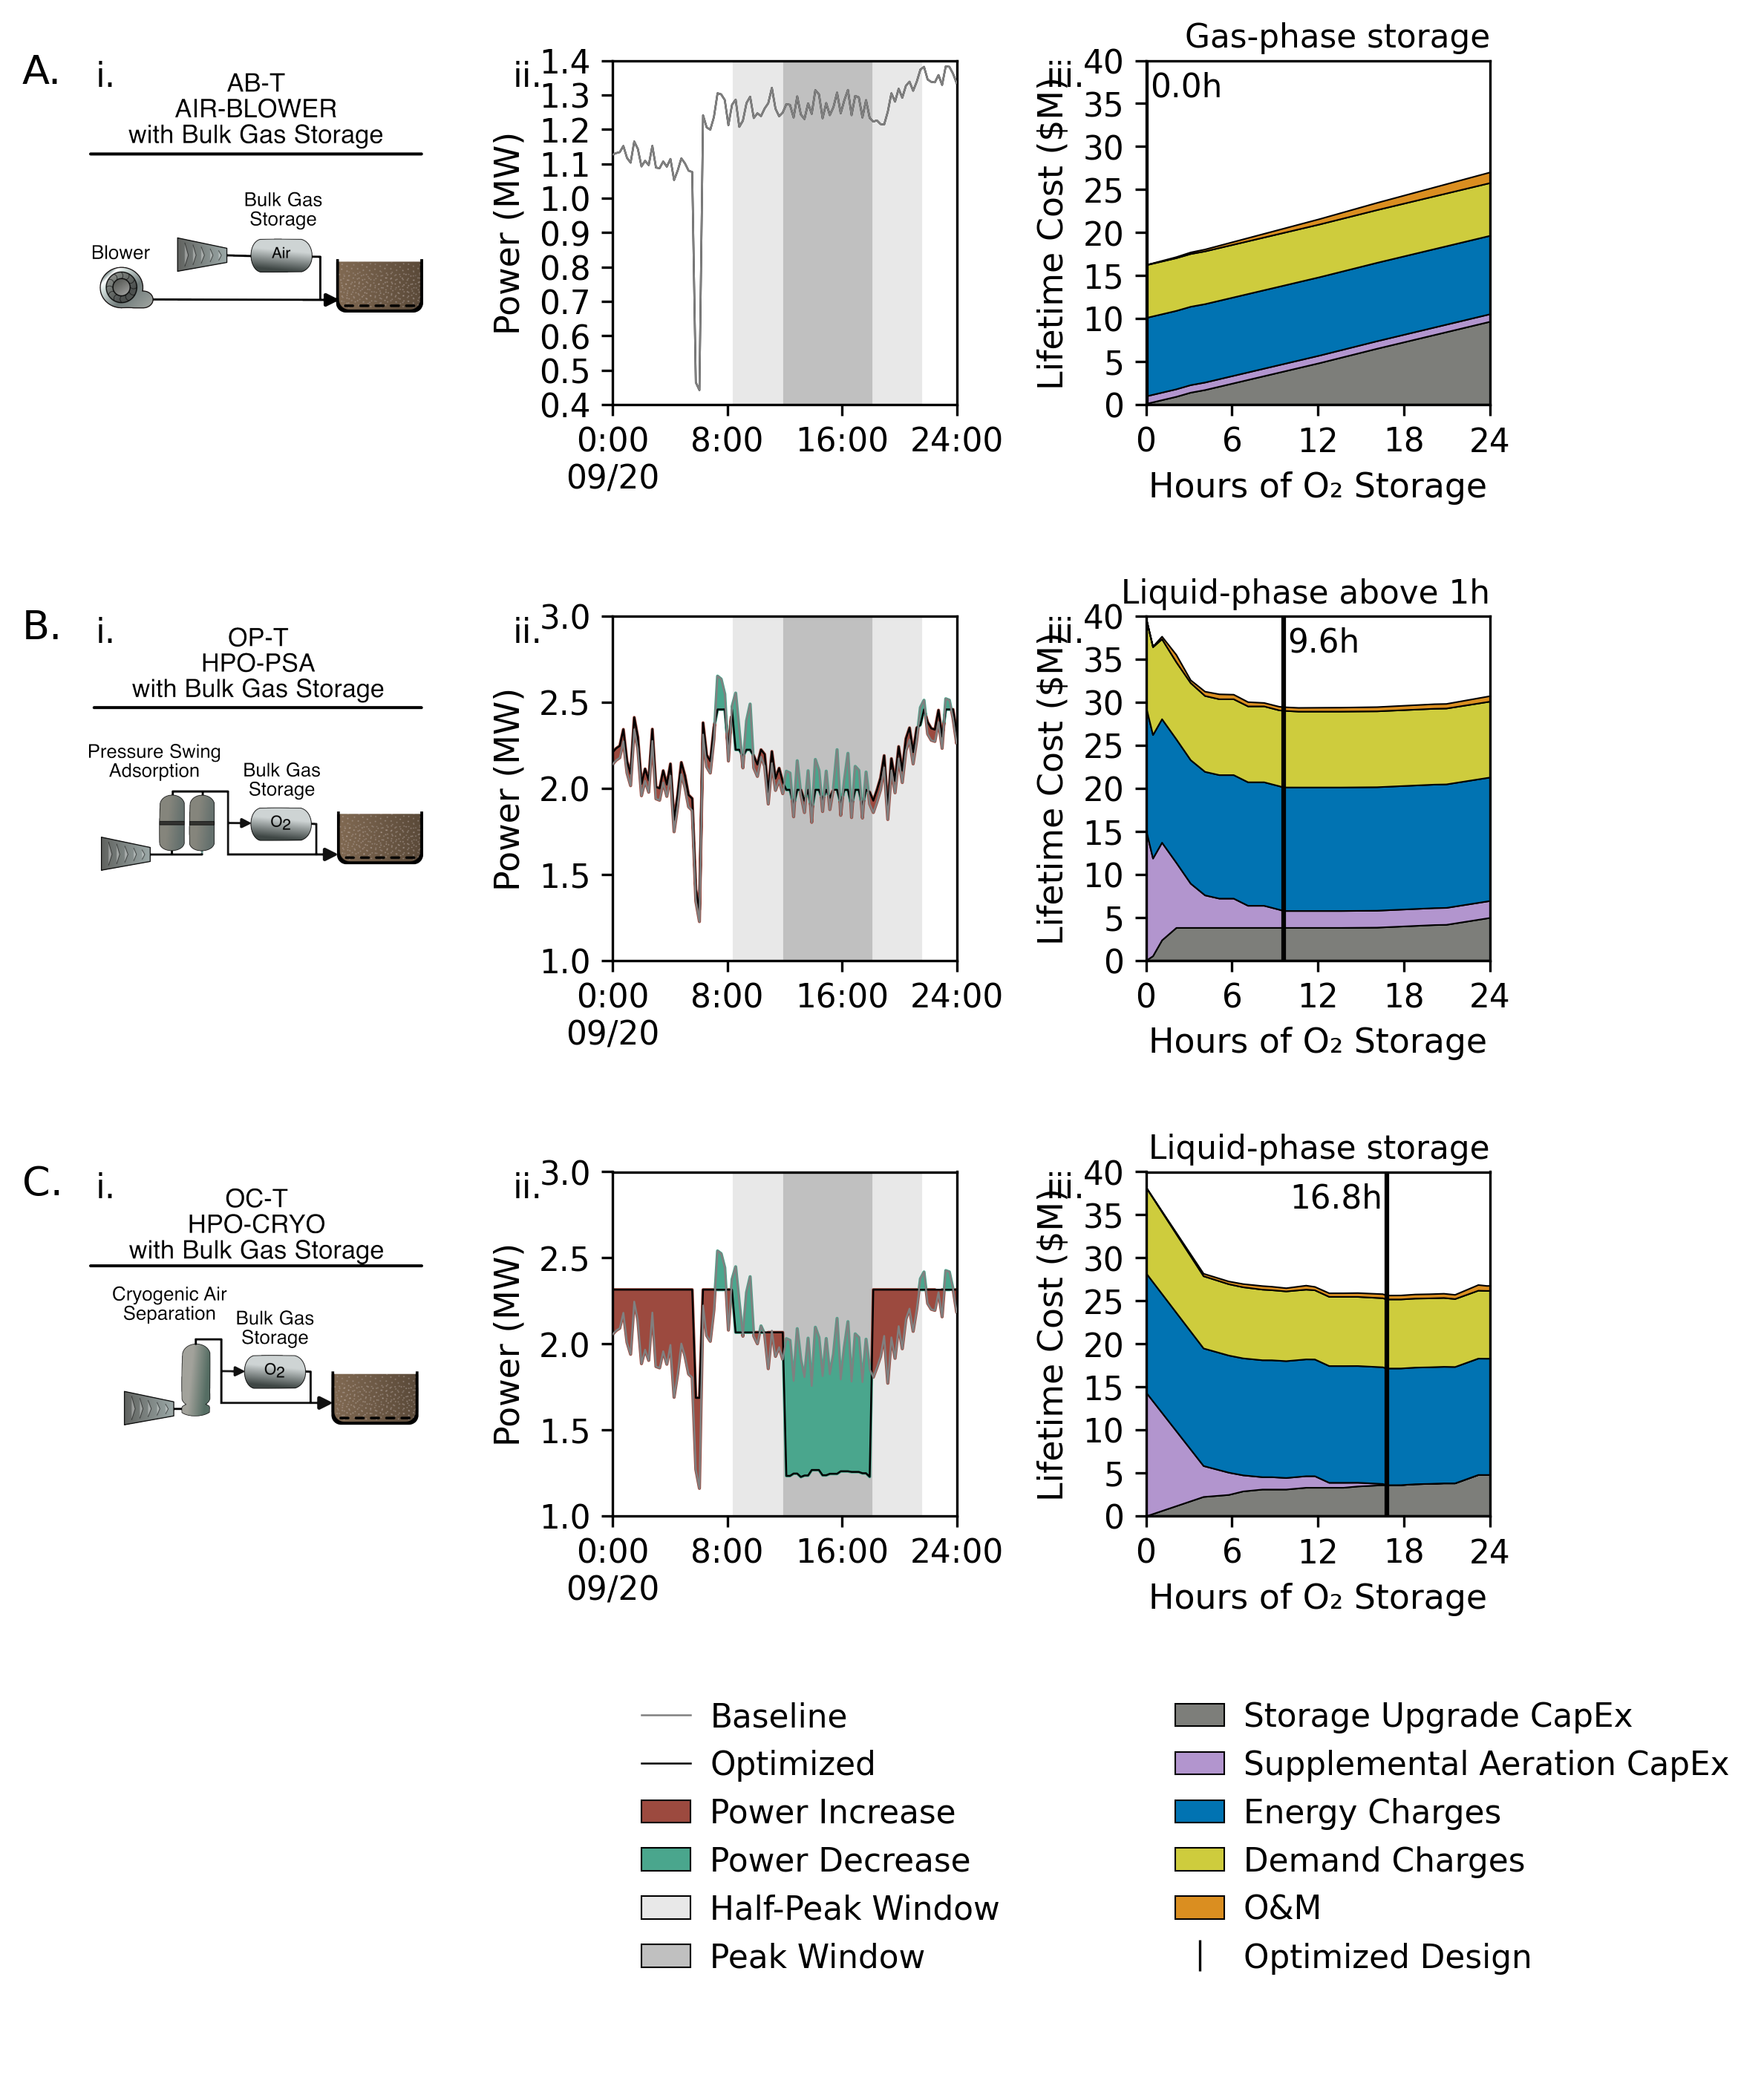 A.
i.
AB-T
AIR-BLOWER
with Bulk Gas Storage
Blower
Bulk Gas
Storage
Air
ii.
Power (MW)
1.4
1.3
1.2
1.1
1.0
0.9
0.8
0.7
0.6
0.5
0.4
0:00
8:00
16:00
24:00
09/20
iii.
Gas-phase storage
Lifetime Cost ($M)
40
35
30
25
20
15
10
5
0
0.0h
0
6
12
18
24
Hours of O₂ Storage
B.
i.
OP-T
HPO-PSA
with Bulk Gas Storage
Pressure Swing
Adsorption
Bulk Gas
Storage
O₂
ii.
Power (MW)
3.0
2.5
2.0
1.5
1.0
0:00
8:00
16:00
24:00
09/20
iii.
Liquid-phase above 1h
Lifetime Cost ($M)
40
35
30
25
20
15
10
5
0
9.6h
0
6
12
18
24
Hours of O₂ Storage
C.
i.
OC-T
HPO-CRYO
with Bulk Gas Storage
Cryogenic Air
Separation
Bulk Gas
Storage
O₂
ii.
Power (MW)
3.0
2.5
2.0
1.5
1.0
0:00
8:00
16:00
24:00
09/20
iii.
Liquid-phase storage
Lifetime Cost ($M)
40
35
30
25
20
15
10
5
0
16.8h
0
6
12
18
24
Hours of O₂ Storage
Baseline
Optimized
Power Increase
Power Decrease
Half-Peak Window
Peak Window
Storage Upgrade CapEx
Supplemental Aeration CapEx
Energy Charges
Demand Charges
O&M
Optimized Design